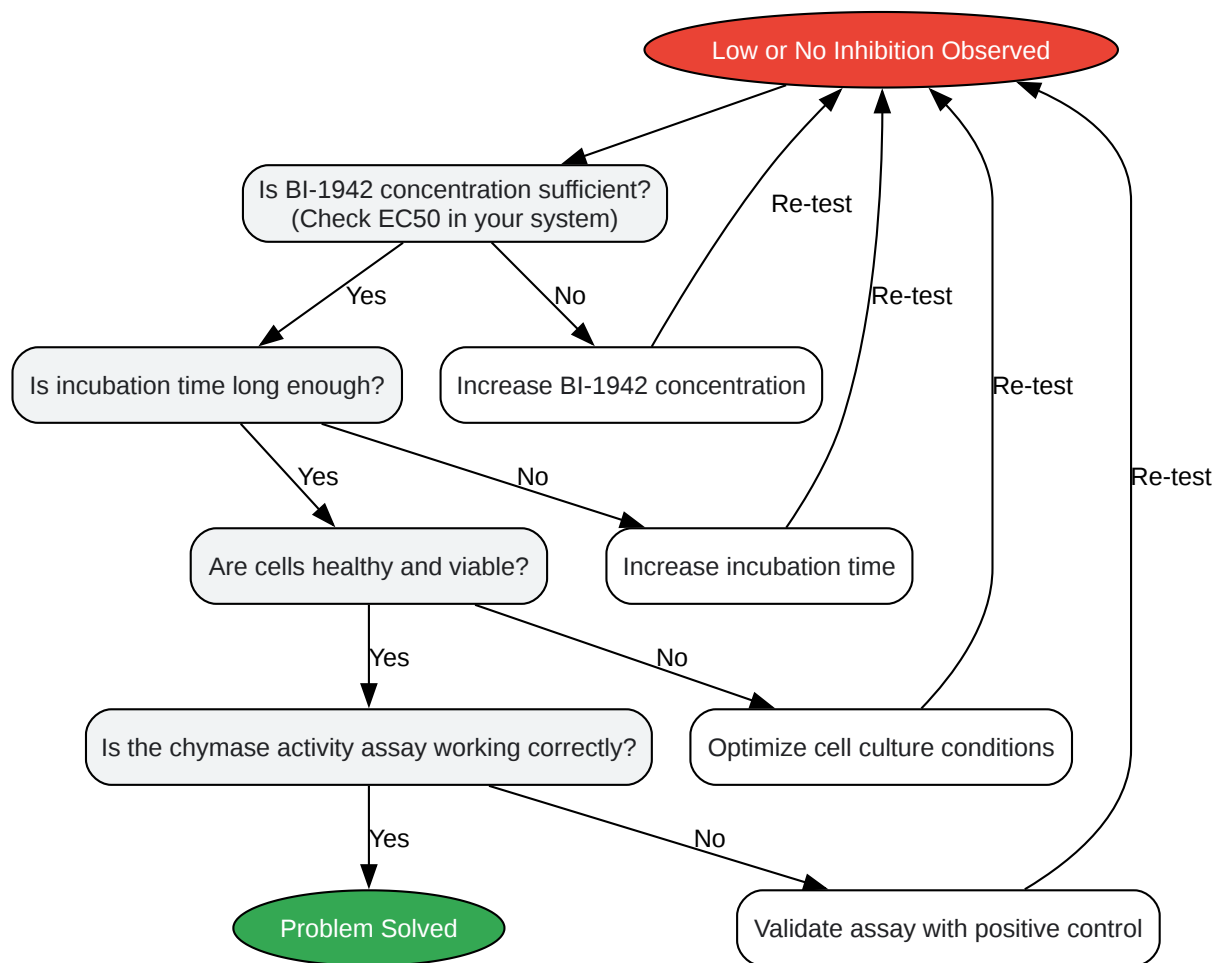 Low or No Inhibition Observed
Is BI-1942 concentration sufficient?
(Check EC50 in your system)
Re-test
Yes
No
Re-test
Is incubation time long enough?
Increase BI-1942 concentration
Re-test
Yes
No
Re-test
Are cells healthy and viable?
Increase incubation time
Yes
No
Is the chymase activity assay working correctly?
Optimize cell culture conditions
Yes
No
Problem Solved
Validate assay with positive control